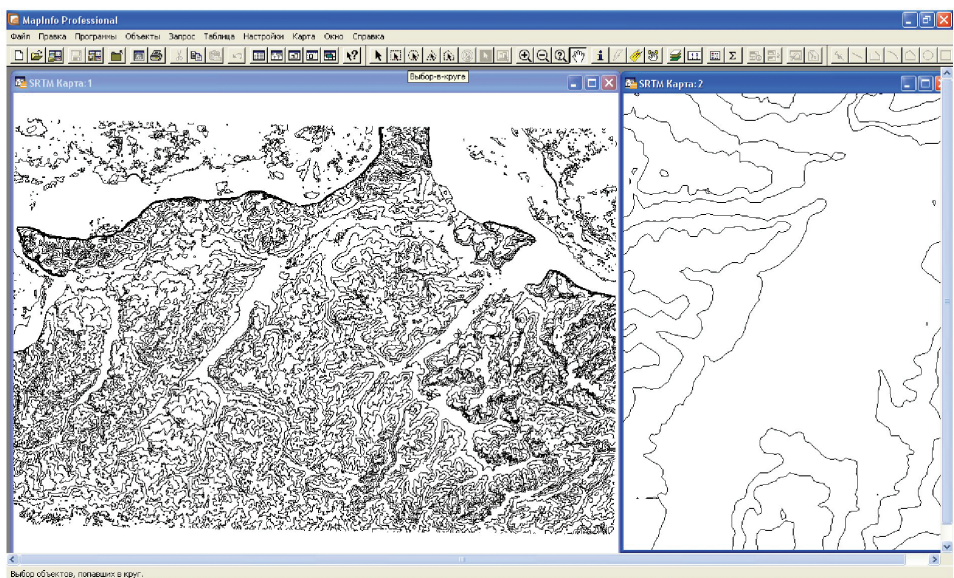 MapInfo Professional
Файл Правка Программы Объекты Запрос Таблица Настройки Карта Окно Справка
Выбор-в-круге
SRTM Карта:1
SRTM Карта:2
Выбор объектов, попавших в круг.